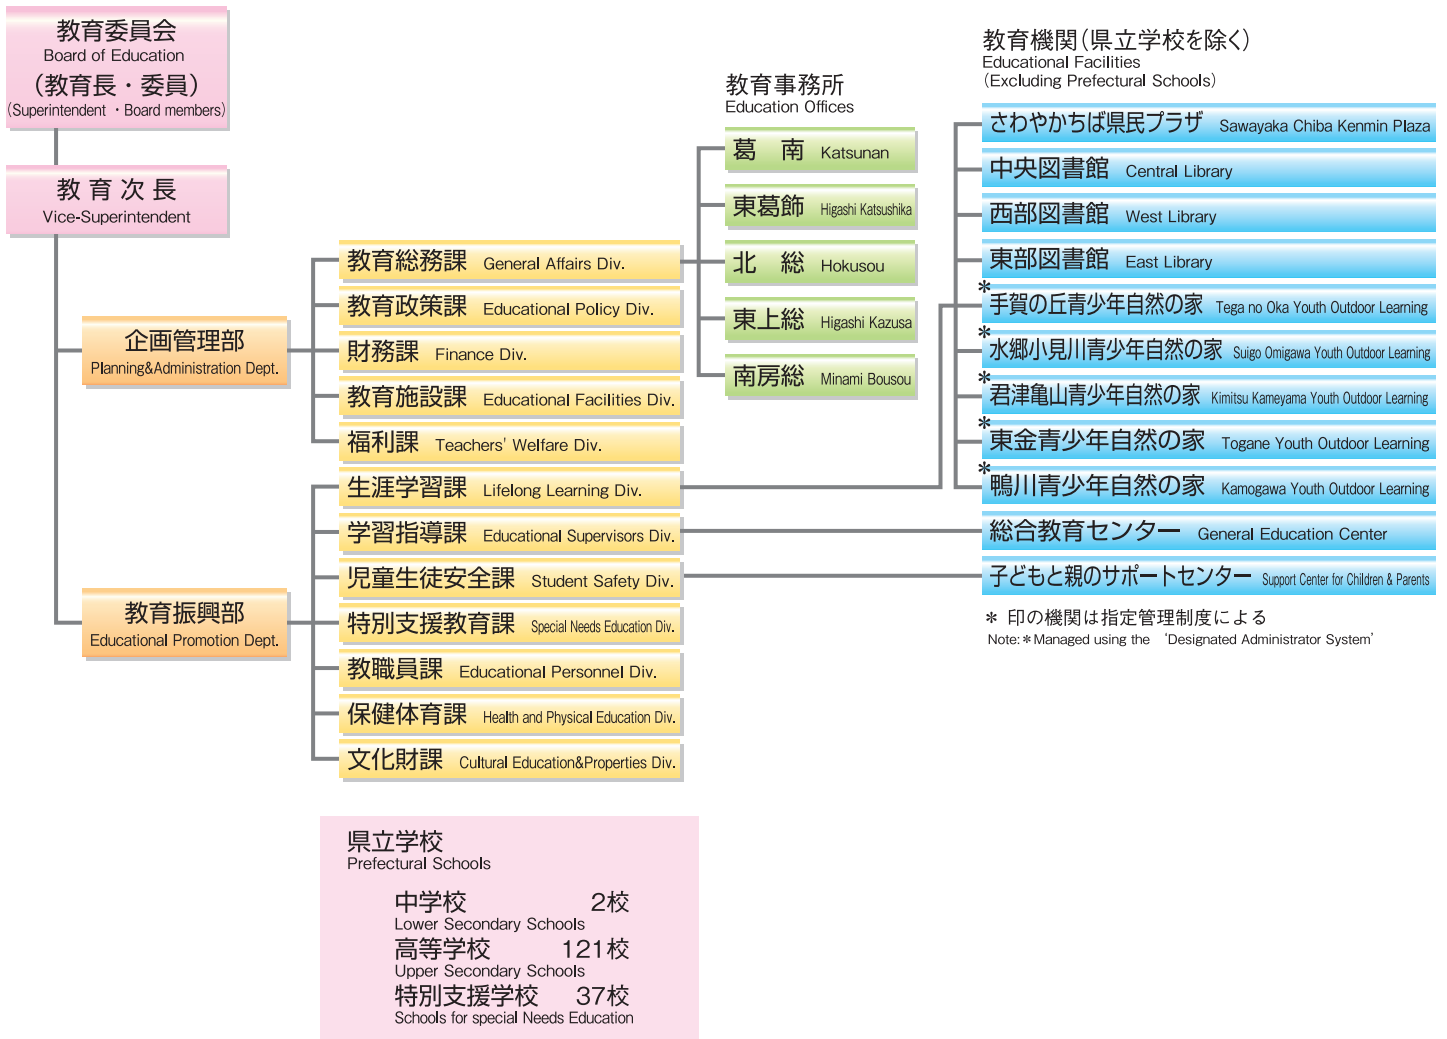 教育委員会
Board of Education
(教育長・委員)
(Superintendent ・Board members)
教育次長
Vice-Superintendent
企画管理部
Planning&Administration Dept.
教育総務課 General Affairs Div.
教育政策課 Educational Policy Div.
財務課 Finance Div.
教育施設課 Educational Facilities Div.
福利課 Teachers' Welfare Div.
教育振興部
Educational Promotion Dept.
生涯学習課 Lifelong Learning Div.
学習指導課 Educational Supervisors Div.
児童生徒安全課 Student Safety Div.
特別支援教育課 Special Needs Education Div.
教職員課 Educational Personnel Div.
保健体育課 Health and Physical Education Div.
文化財課 Cultural Education&Properties Div.
教育事務所
Education Offices
葛　南 Katsunan
東葛飾 Higashi Katsushika
北　総 Hokusou
東上総 Higashi Kazusa
南房総 Minami Bousou
教育機関(県立学校を除く)
Educational Facilities
(Excluding Prefectural Schools)
さわやかちば県民プラザ Sawayaka Chiba Kenmin Plaza
中央図書館 Central Library
西部図書館 West Library
東部図書館 East Library
*手賀の丘青少年自然の家 Tega no Oka Youth Outdoor Learning
*水郷小見川青少年自然の家 Suigo Omigawa Youth Outdoor Learning
*君津亀山青少年自然の家 Kimitsu Kameyama Youth Outdoor Learning
*東金青少年自然の家 Togane Youth Outdoor Learning
*鴨川青少年自然の家 Kamogawa Youth Outdoor Learning
総合教育センター General Education Center
子どもと親のサポートセンター Support Center for Children & Parents
* 印の機関は指定管理制度による
Note:*Managed using the 'Designated Administrator System'
県立学校
Prefectural Schools
中学校 2校
Lower Secondary Schools
高等学校 121校
Upper Secondary Schools
特別支援学校 37校
Schools for special Needs Education